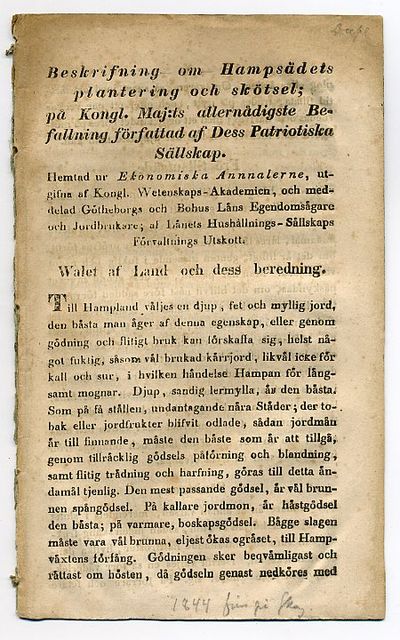 Beskrifning om Hampsädets
plantering och skötsel;
på Kongl. Maj:ts allernådigste Be-
fallning författad af Dess Patriotiska
Sällskap.
Hemtad ur Ekonomiska Annnalerne, ut-
gifna af Kongl. Wetenskaps-Akademien, och med-
delad Götheborgs och Bohus Läns Egendomsägare
och Jordbrukare; af Länets Hushållnings-Sällskaps
Förvaltnings Utskott.
Walet af Land och dess beredning.
Till Hampland väljes en djup, fet och myllig jord,
den bästa man äger af denna egenskap, eller genom
gödning och flitigt bruk kan förskaffa sig, helst nå-
got fuktig, såsom väl brukad kärrjord, likväl icke för
kall och sur, i hvilken händelse Hampan för lång-
samt mognar. Djup, sandig lermylla, är den bästa.
Som på få ställen, undantagande nära Städer, der to-
bak eller jordfrukter blifvit odlade, sådan jordmån
är till finnande, måste den bäste som är att tillgå,
genom tillräcklig gödsels påförning och blandning,
samt flitig trädning och harfning, göras till detta än-
damål tjenlig. Den mest passande gödsel, är väl brun-
nen spångödsel. På kallare jordmon, är hästgödsel
den bästa; på varmare, boskapsgödsel. Bägge slagen
måste vara väl brunna, eljest ökas ogräset, till Hamp-
växtens förfång. Gödningen sker beqvämligast och
rättast om hösten, då gödseln genast nedköres med
1844